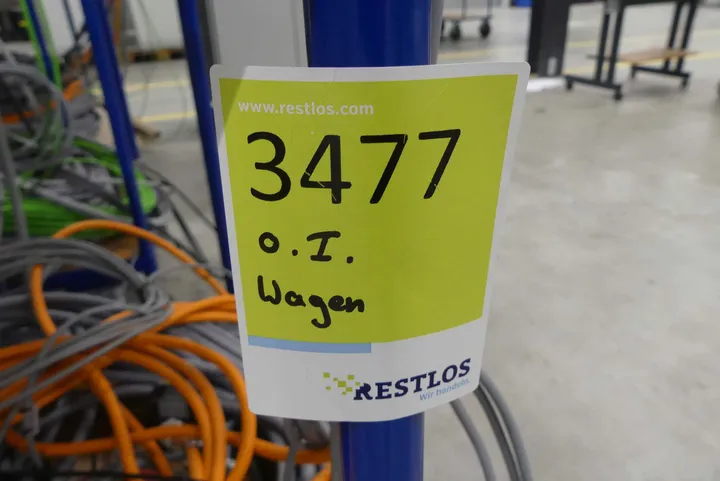 www.restlos.com
3477
o.I.
Wagen
RESTLOS
Wir handeln.